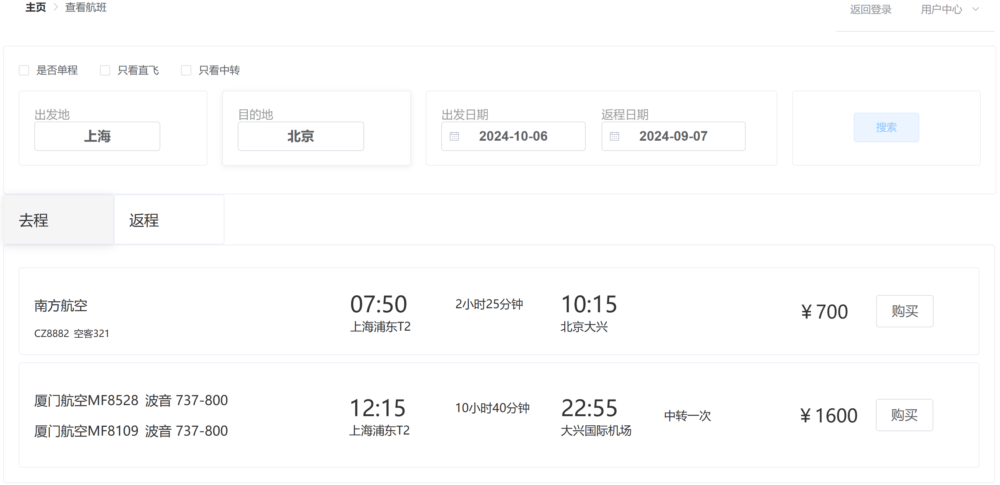 主页 查看航班
返回登录 用户中心
是否单程 只看直飞 只看中转
出发地
上海
目的地
北京
出发日期
2024-10-06
返程日期
2024-09-07
搜索
去程
返程
南方航空
CZ8882 空客321
07:50
上海浦东T2
2小时25分钟
10:15
北京大兴
¥ 700
购买
厦门航空MF8528 波音 737-800
厦门航空MF8109 波音 737-800
12:15
上海浦东T2
10小时40分钟
22:55
大兴国际机场
中转一次
¥ 1600
购买